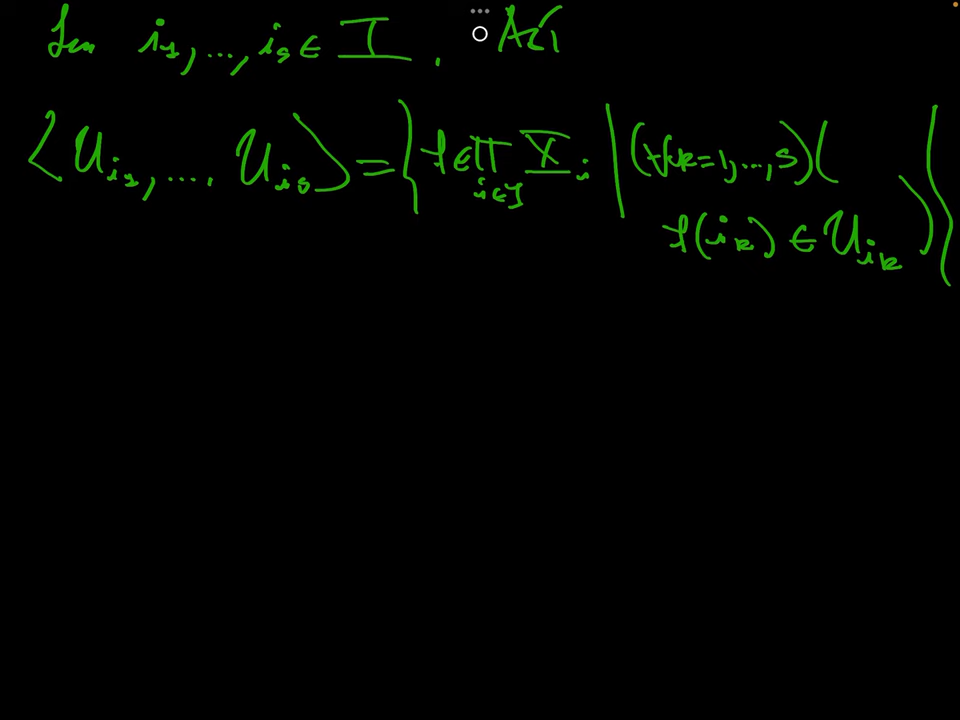 Sean i₁, ..., iₛ ∈ I. Así
⟨U_{i₁}, ..., U_{iₛ}⟩ = { f ∈ ∏_{i∈I} X_i | (∀k=1, ..., s)(
f(i_k) ∈ U_{i_k}) }